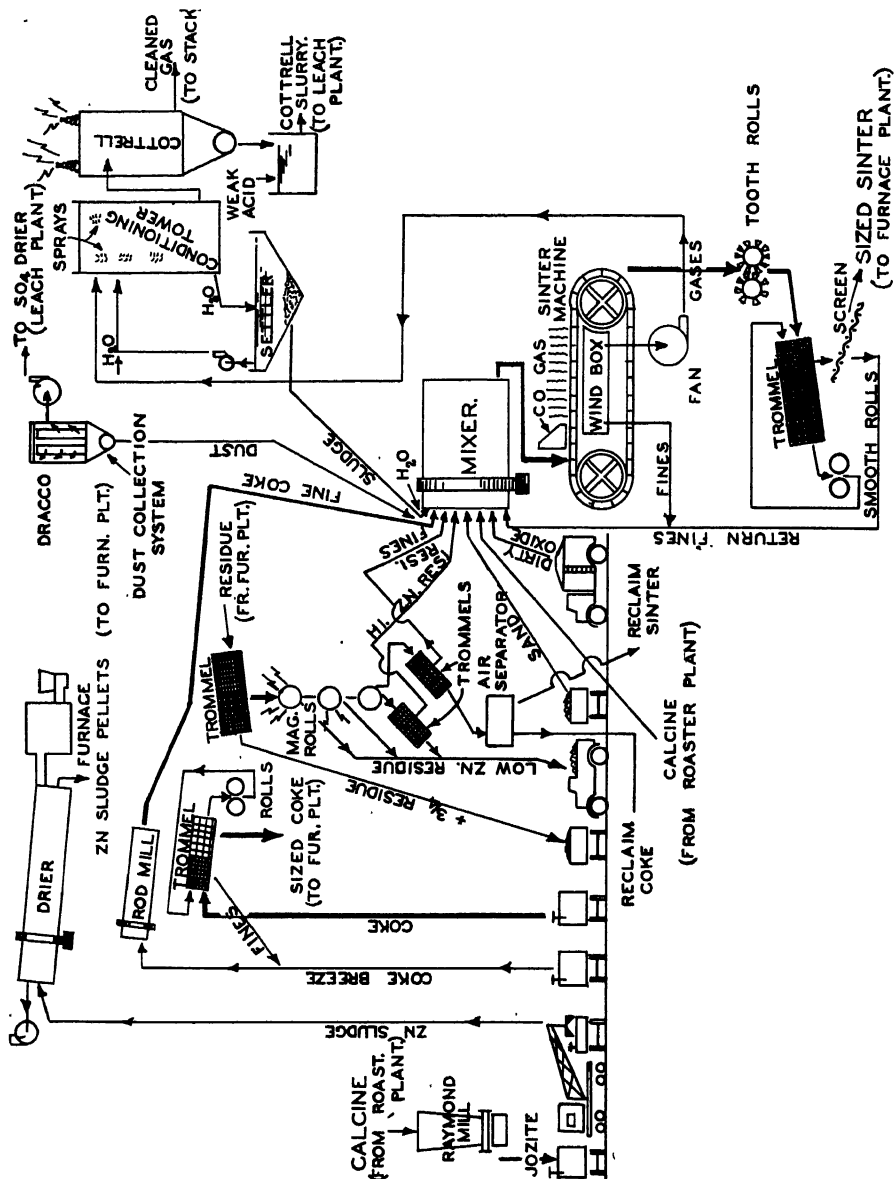 CALCINE
(FROM ROAST.
PLANT)
RAYMOND
MILL
JOZITE
ZN SLUDGE
DRIER
FURNACE
ZN SLUDGE PELLETS (TO FURN. PLT.)
COKE BREEZE
ROD MILL
FINES
COKE
TROMMEL
ROLLS
SIZED COKE
(TO FUR. PLT.)
FINE COKE
TROMMEL
RESIDUE
(FR. FUR. PLT.)
MAG.
ROLLS
+ 3/4 RESIDUE
LOW ZN. RESIDUE
TROMMELS
AIR
SEPARATOR
HI. ZN. RESI.
RESI.
FINES
SAND
DIRTY
OXIDE
RECLAIM
COKE
RECLAIM
SINTER
CALCINE
(FROM ROASTER PLANT)
DRACCO
DUST COLLECTION
SYSTEM
TO SO4 DRIER
(LEACH PLANT)
DUST
SLUDGE
H2O
MIXER.
H2O
SPRAYS
CONDITIONING
TOWER
H2O
SETTLER
COTTRELL
CLEANED
GAS
(TO STACK)
WEAK
ACID
COTTRELL
SLURRY.
(TO LEACH
PLANT.)
CO GAS
SINTER
MACHINE
WIND BOX
FINES
FAN
GASES
TOOTH ROLLS
TROMMEL
SCREEN
SMOOTH ROLLS
SIZED SINTER
(TO FURNACE PLANT.)
RETURN FINES